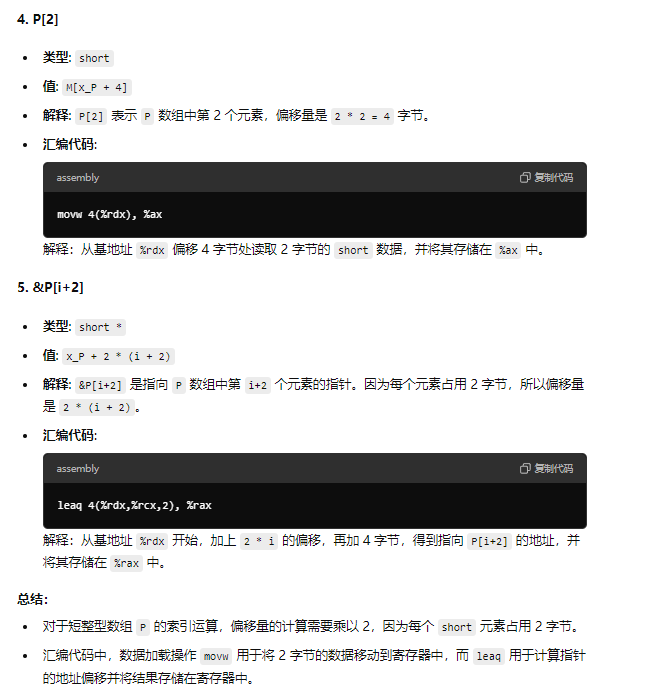 4. P[2]
类型: short
值: M[x_P + 4]
解释: P[2] 表示 P 数组中第 2 个元素，偏移量是 2 * 2 = 4 字节。
汇编代码:
assembly
复制代码
movw 4(%rdx), %ax
解释：从基地址 %rdx 偏移 4 字节处读取 2 字节的 short 数据，并将其存储在 %ax 中。
5. &P[i+2]
类型: short *
值: x_P + 2 * (i + 2)
解释: &P[i+2] 是指向 P 数组中第 i+2 个元素的指针。因为每个元素占用 2 字节，所以偏移量
是 2 * (i + 2)。
汇编代码:
assembly
复制代码
leaq 4(%rdx,%rcx,2), %rax
解释：从基地址 %rdx 开始，加上 2 * i 的偏移，再加 4 字节，得到指向 P[i+2] 的地址，并
将其存储在 %rax 中。
总结:
对于短整型数组 P 的索引运算，偏移量的计算需要乘以 2，因为每个 short 元素占用 2 字节。
汇编代码中，数据加载操作 movw 用于将 2 字节的数据移动到寄存器中，而 leaq 用于计算指针
的地址偏移并将结果存储在寄存器中。